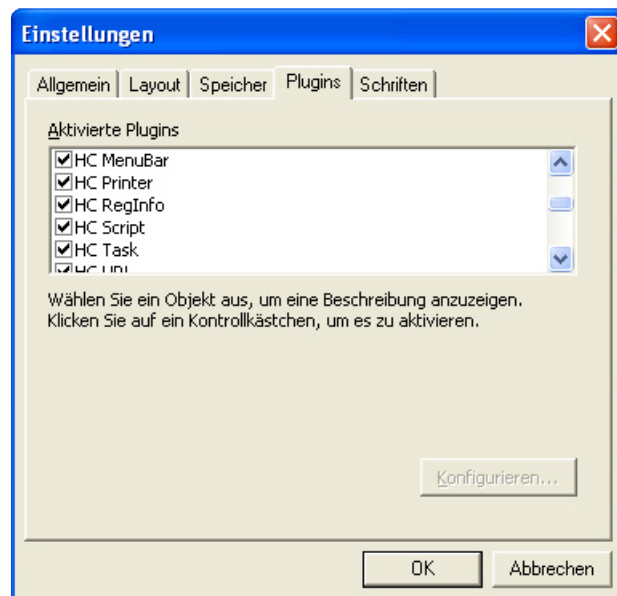 Einstellungen
Allgemein Layout Speicher Plugins Schriften
Aktivierte Plugins
HC MenuBar
HC Printer
HC RegInfo
HC Script
HC Task
HC URL
Wählen Sie ein Objekt aus, um eine Beschreibung anzuzeigen.
Klicken Sie auf ein Kontrollkästchen, um es zu aktivieren.
Konfigurieren...
OK Abbrechen